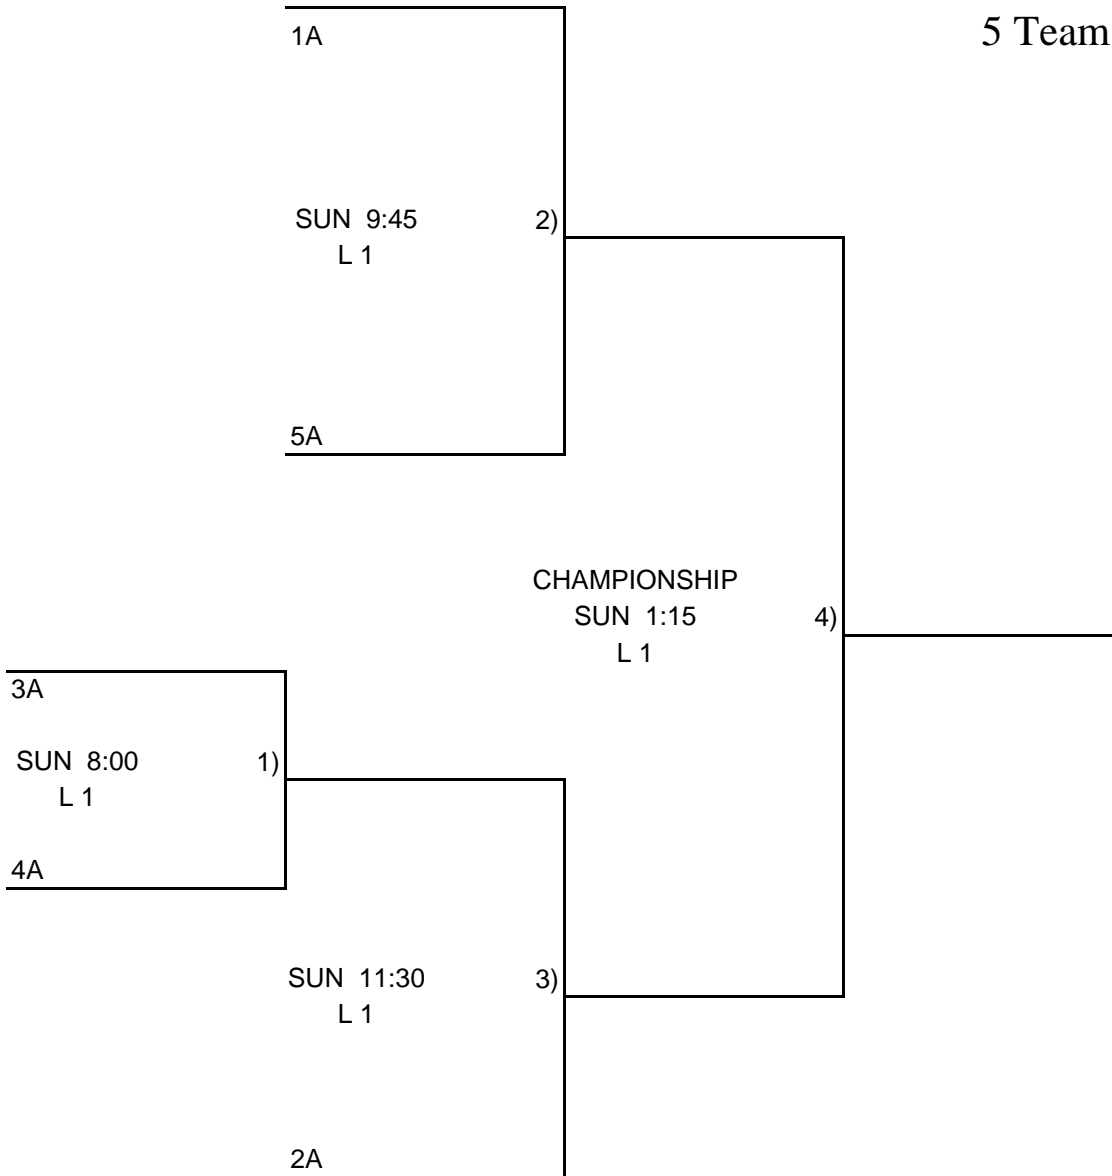 5 Team
1A
SUN 9:45
2)
L 1
5A
CHAMPIONSHIP
SUN 1:15
4)
L 1
3A
SUN 8:00
1)
L 1
4A
SUN 11:30
3)
L 1
2A